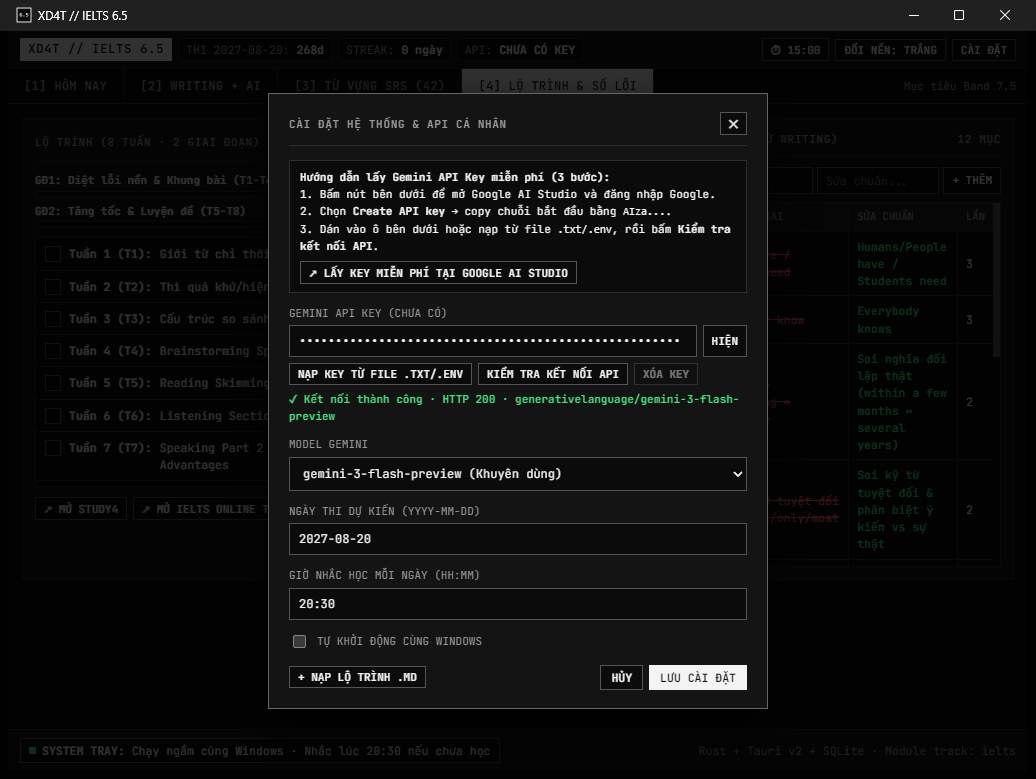 6.5 XD4T // IELTS 6.5
XD4T // IELTS 6.5 THI 2027-08-20: 268d STREAK: 0 ngày API: CHƯA CÓ KEY 15:00 ĐỔI NỀN: TRẮNG CÀI ĐẶT
[1] HÔM NAY [2] WRITING + AI [3] TỪ VỰNG SRS (42) [4] LỘ TRÌNH & SỔ LỖI Mục tiêu Band 7.5
CÀI ĐẶT HỆ THỐNG & API CÁ NHÂN
Hướng dẫn lấy Gemini API Key miễn phí (3 bước):
1. Bấm nút bên dưới để mở Google AI Studio và đăng nhập Google.
2. Chọn Create API key → copy chuỗi bắt đầu bằng AIza....
3. Dán vào ô bên dưới hoặc nạp từ file .txt/.env, rồi bấm Kiểm tra
kết nối API.
↗ LẤY KEY MIỄN PHÍ TẠI GOOGLE AI STUDIO
GEMINI API KEY (CHƯA CÓ)
HIỆN
NẠP KEY TỪ FILE .TXT/.ENV KIỂM TRA KẾT NỐI API XÓA KEY
✓ Kết nối thành công · HTTP 200 · generativelanguage/gemini-3-flash-
preview
MODEL GEMINI
gemini-3-flash-preview (Khuyên dùng)
NGÀY THI DỰ KIẾN (YYYY-MM-DD)
2027-08-20
GIỜ NHẮC HỌC MỖI NGÀY (HH:MM)
20:30
TỰ KHỞI ĐỘNG CÙNG WINDOWS
+ NẠP LỘ TRÌNH .MD HỦY LƯU CÀI ĐẶT
LỘ TRÌNH (8 TUẦN · 2 GIAI ĐOẠN)
GĐ1: Diệt lỗi nền & Khung bài (T1-T4
GĐ2: Tăng tốc & Luyện đề (T5-T8)
Tuần 1 (T1): Giới từ chỉ thời
Tuần 2 (T2): Thì quá khứ/hiện
Tuần 3 (T3): Cấu trúc so sánh
Tuần 4 (T4): Brainstorming Sp
Tuần 5 (T5): Reading Skimming
Tuần 6 (T6): Listening Sectio
Tuần 7 (T7): Speaking Part 2
Advantages
↗ MỞ STUDY4 ↗ MỞ IELTS ONLINE T
WRITING) 12 MỤC
Sửa chuẩn... + THÊM
SAI SỬA CHUẨN LẦN
Humans/People
have /
Students need
3
know
Everybody
knows
3
Soi nghĩa đối
lập thật
(within a few
months ↔
several
years)
2
tuyệt đối
/only/most
Soi kỹ từ
tuyệt đối &
phân biệt ý
kiến vs sự
thật
2
SYSTEM TRAY: Chạy ngầm cùng Windows · Nhắc lúc 20:30 nếu chưa học
Rust + Tauri v2 + SQLite · Module track: ielts